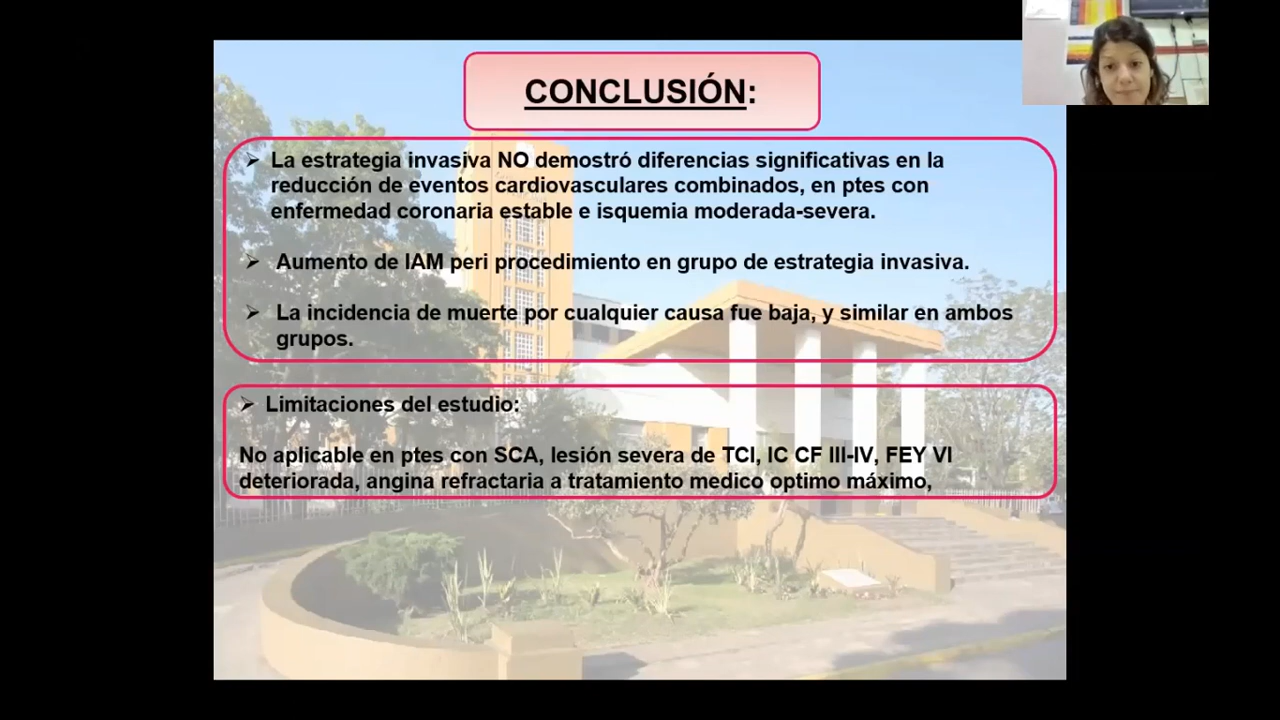 CONCLUSIÓN:
➢ La estrategia invasiva NO demostró diferencias significativas en la
reducción de eventos cardiovasculares combinados, en ptes con
enfermedad coronaria estable e isquemia moderada-severa.
➢ Aumento de IAM peri procedimiento en grupo de estrategia invasiva.
➢ La incidencia de muerte por cualquier causa fue baja, y similar en ambos
grupos.
➢ Limitaciones del estudio:
No aplicable en ptes con SCA, lesión severa de TCI, IC CF III-IV, FEY VI
deteriorada, angina refractaria a tratamiento medico optimo máximo,